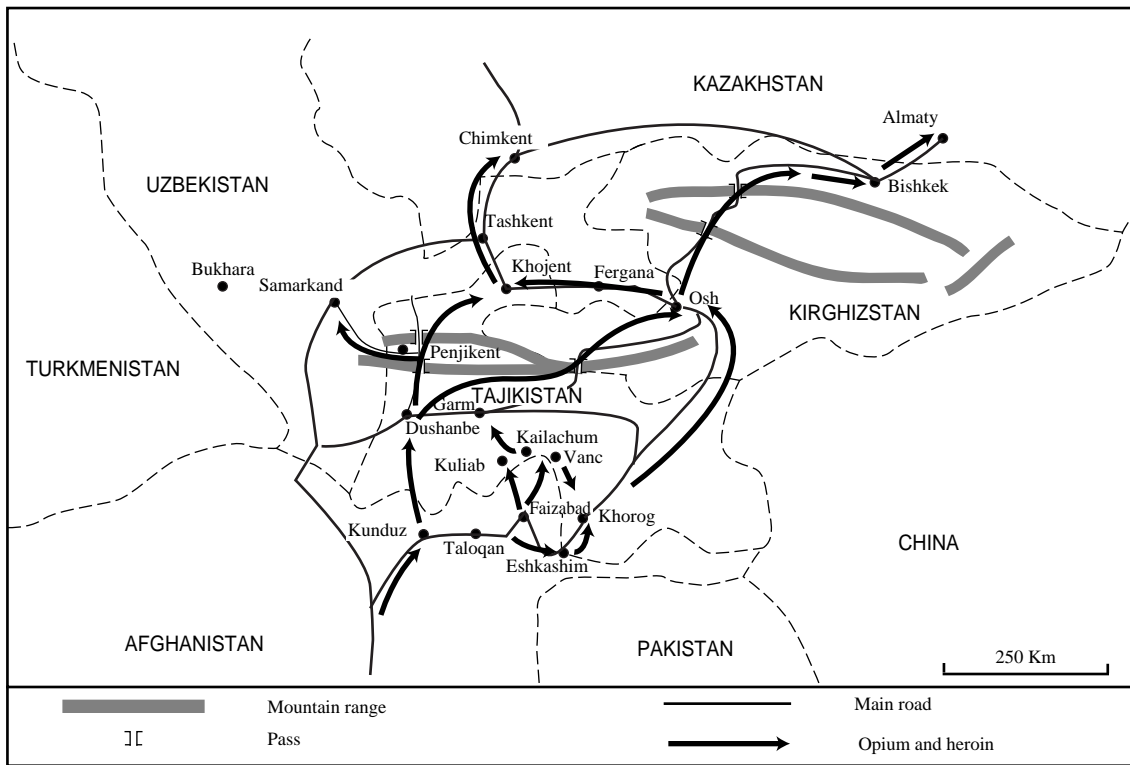 KAZAKHSTAN
Almaty
Chimkent
UZBEKISTAN
Bishkek
Tashkent
Bukhara
Samarkand
Khojent
Fergana
Osh
KIRGHIZSTAN
Penjikent
TURKMENISTAN
TAJIKISTAN
Garm
Dushanbe
Kailachum
Kuliab
Vanc
Faizabad
Khorog
Kunduz
Taloqan
Eshkashim
CHINA
AFGHANISTAN
PAKISTAN
250 Km
Mountain range
Main road
Pass
Opium and heroin